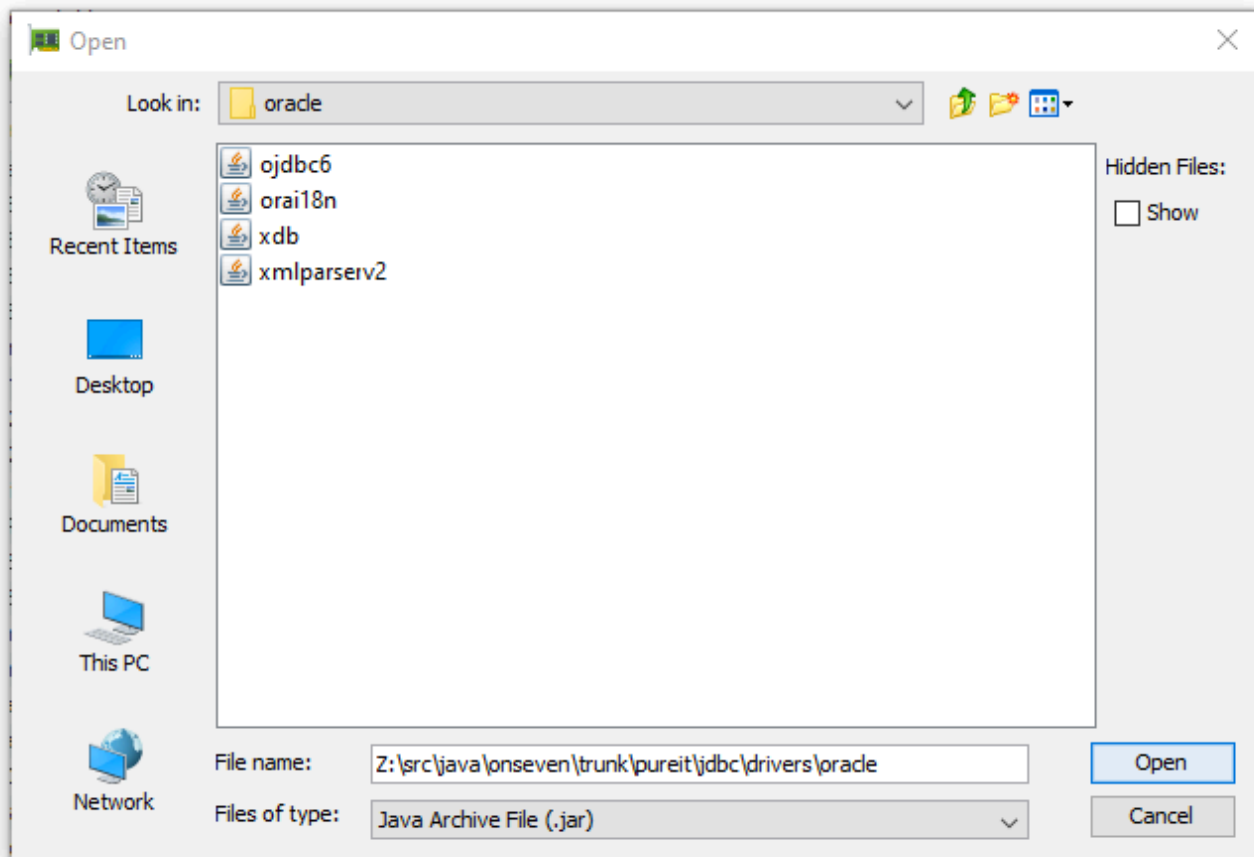 Open
Look in: oracle
ojdbc6
orai18n
xdb
xmlparserv2
Hidden Files:
Show
Recent Items
Desktop
Documents
This PC
Network
File name: Z:\src\java\onseven\trunk\pureit\jdbc\drivers\oracle Open
Files of type: Java Archive File (.jar) Cancel